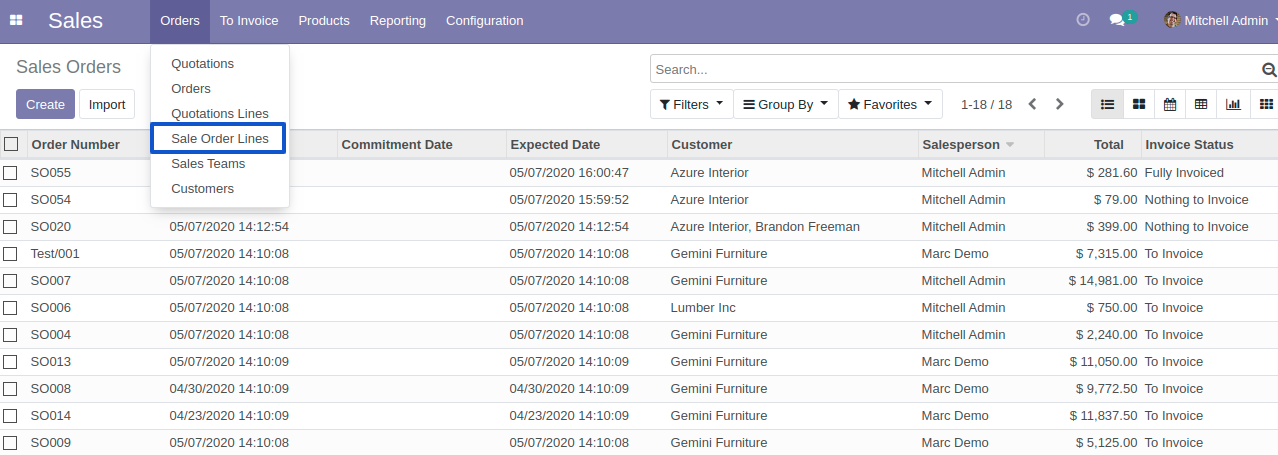 Sales Orders To Invoice Products Reporting Configuration 1 Mitchell Admin
Quotations
Orders
Quotations Lines
Sale Order Lines
Sales Teams
Customers
Sales Orders
Search...
Create Import
Filters Group By Favorites 1-18 / 18
Order Number Commitment Date Expected Date Customer Salesperson Total Invoice Status
SO055 05/07/2020 16:00:47 Azure Interior Mitchell Admin $ 281.60 Fully Invoiced
SO054 05/07/2020 15:59:52 Azure Interior Mitchell Admin $ 79.00 Nothing to Invoice
SO020 05/07/2020 14:12:54 05/07/2020 14:12:54 Azure Interior, Brandon Freeman Mitchell Admin $ 399.00 Nothing to Invoice
Test/001 05/07/2020 14:10:08 05/07/2020 14:10:08 Gemini Furniture Marc Demo $ 7,315.00 To Invoice
SO007 05/07/2020 14:10:08 05/07/2020 14:10:08 Gemini Furniture Mitchell Admin $ 14,981.00 To Invoice
SO006 05/07/2020 14:10:08 05/07/2020 14:10:08 Lumber Inc Mitchell Admin $ 750.00 To Invoice
SO004 05/07/2020 14:10:08 05/07/2020 14:10:08 Gemini Furniture Mitchell Admin $ 2,240.00 To Invoice
SO013 05/07/2020 14:10:09 05/07/2020 14:10:09 Gemini Furniture Marc Demo $ 11,050.00 To Invoice
SO008 04/30/2020 14:10:09 04/30/2020 14:10:09 Gemini Furniture Marc Demo $ 9,772.50 To Invoice
SO014 04/23/2020 14:10:09 04/23/2020 14:10:09 Gemini Furniture Marc Demo $ 11,837.50 To Invoice
SO009 05/07/2020 14:10:08 05/07/2020 14:10:08 Gemini Furniture Marc Demo $ 5,125.00 To Invoice